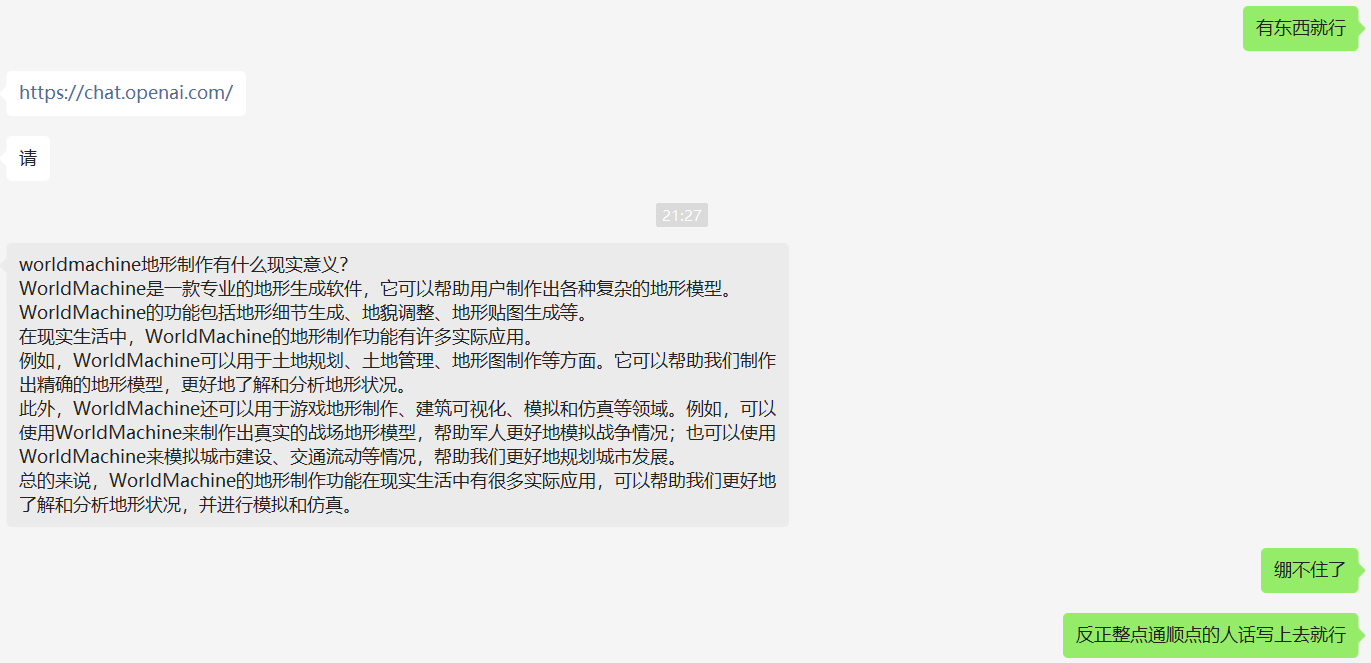 有东西就行
https://chat.openai.com/
请
21:27
worldmachine地形制作有什么现实意义？
WorldMachine是一款专业的地形生成软件，它可以帮助用户制作出各种复杂的地形模型。
WorldMachine的功能包括地形细节生成、地貌调整、地形贴图生成等。
在现实生活中，WorldMachine的地形制作功能有许多实际应用。
例如，WorldMachine可以用于土地规划、土地管理、地形图制作等方面。它可以帮助我们制作
出精确的地形模型，更好地了解和分析地形状况。
此外，WorldMachine还可以用于游戏地形制作、建筑可视化、模拟和仿真等领域。例如，可以
使用WorldMachine来制作出真实的战场地形模型，帮助军人更好地模拟战争情况；也可以使用
WorldMachine来模拟城市建设、交通流动等情况，帮助我们更好地规划城市发展。
总的来说，WorldMachine的地形制作功能在现实生活中有很多实际应用，可以帮助我们更好地
了解和分析地形状况，并进行模拟和仿真。
绷不住了
反正整点通顺点的人话写上去就行